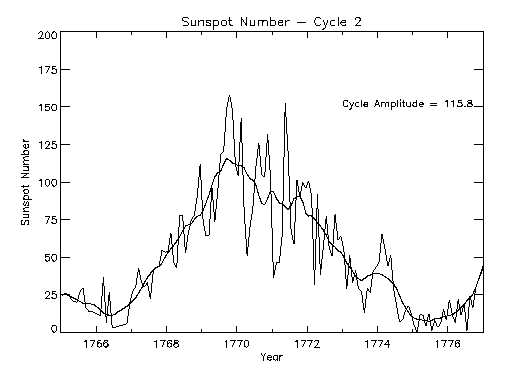 Sunspot Number — Cycle 2
200
175
150
Cycle Amplitude = 115.8
125
100
75
50
25
0
Sunspot Number
1766 1768 1770 1772 1774 1776
Year